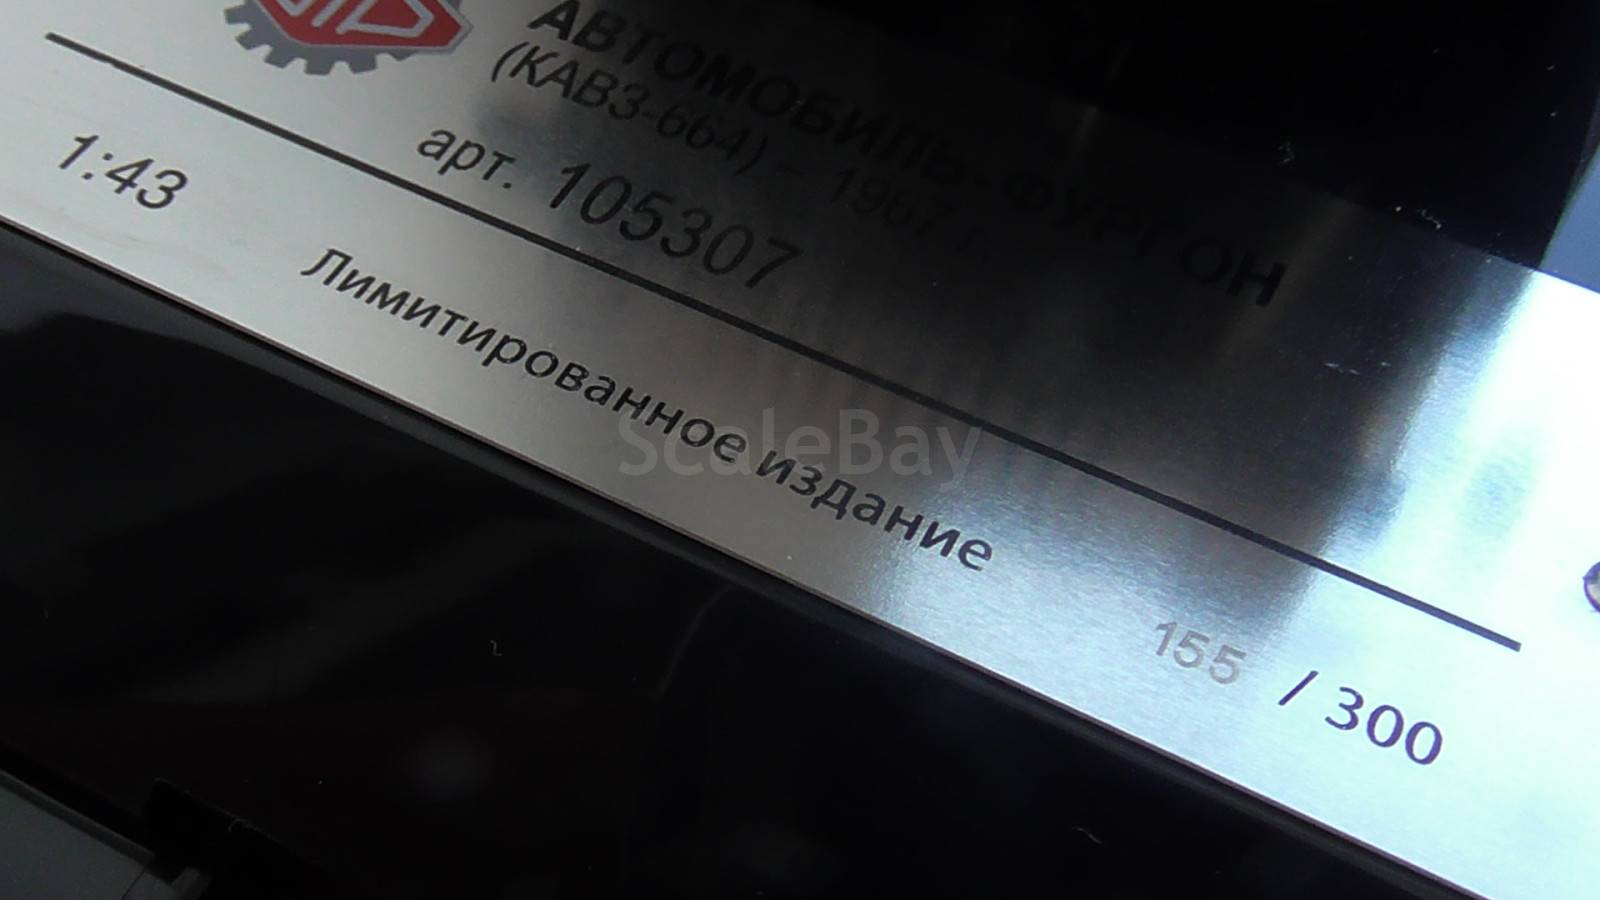 АВТОМОБИЛЬ-ФУРГОН
(КАВЗ-664) - 1967 г.
арт. 105307
1:43
Лимитированное издание
155 / 300
ScaleBay